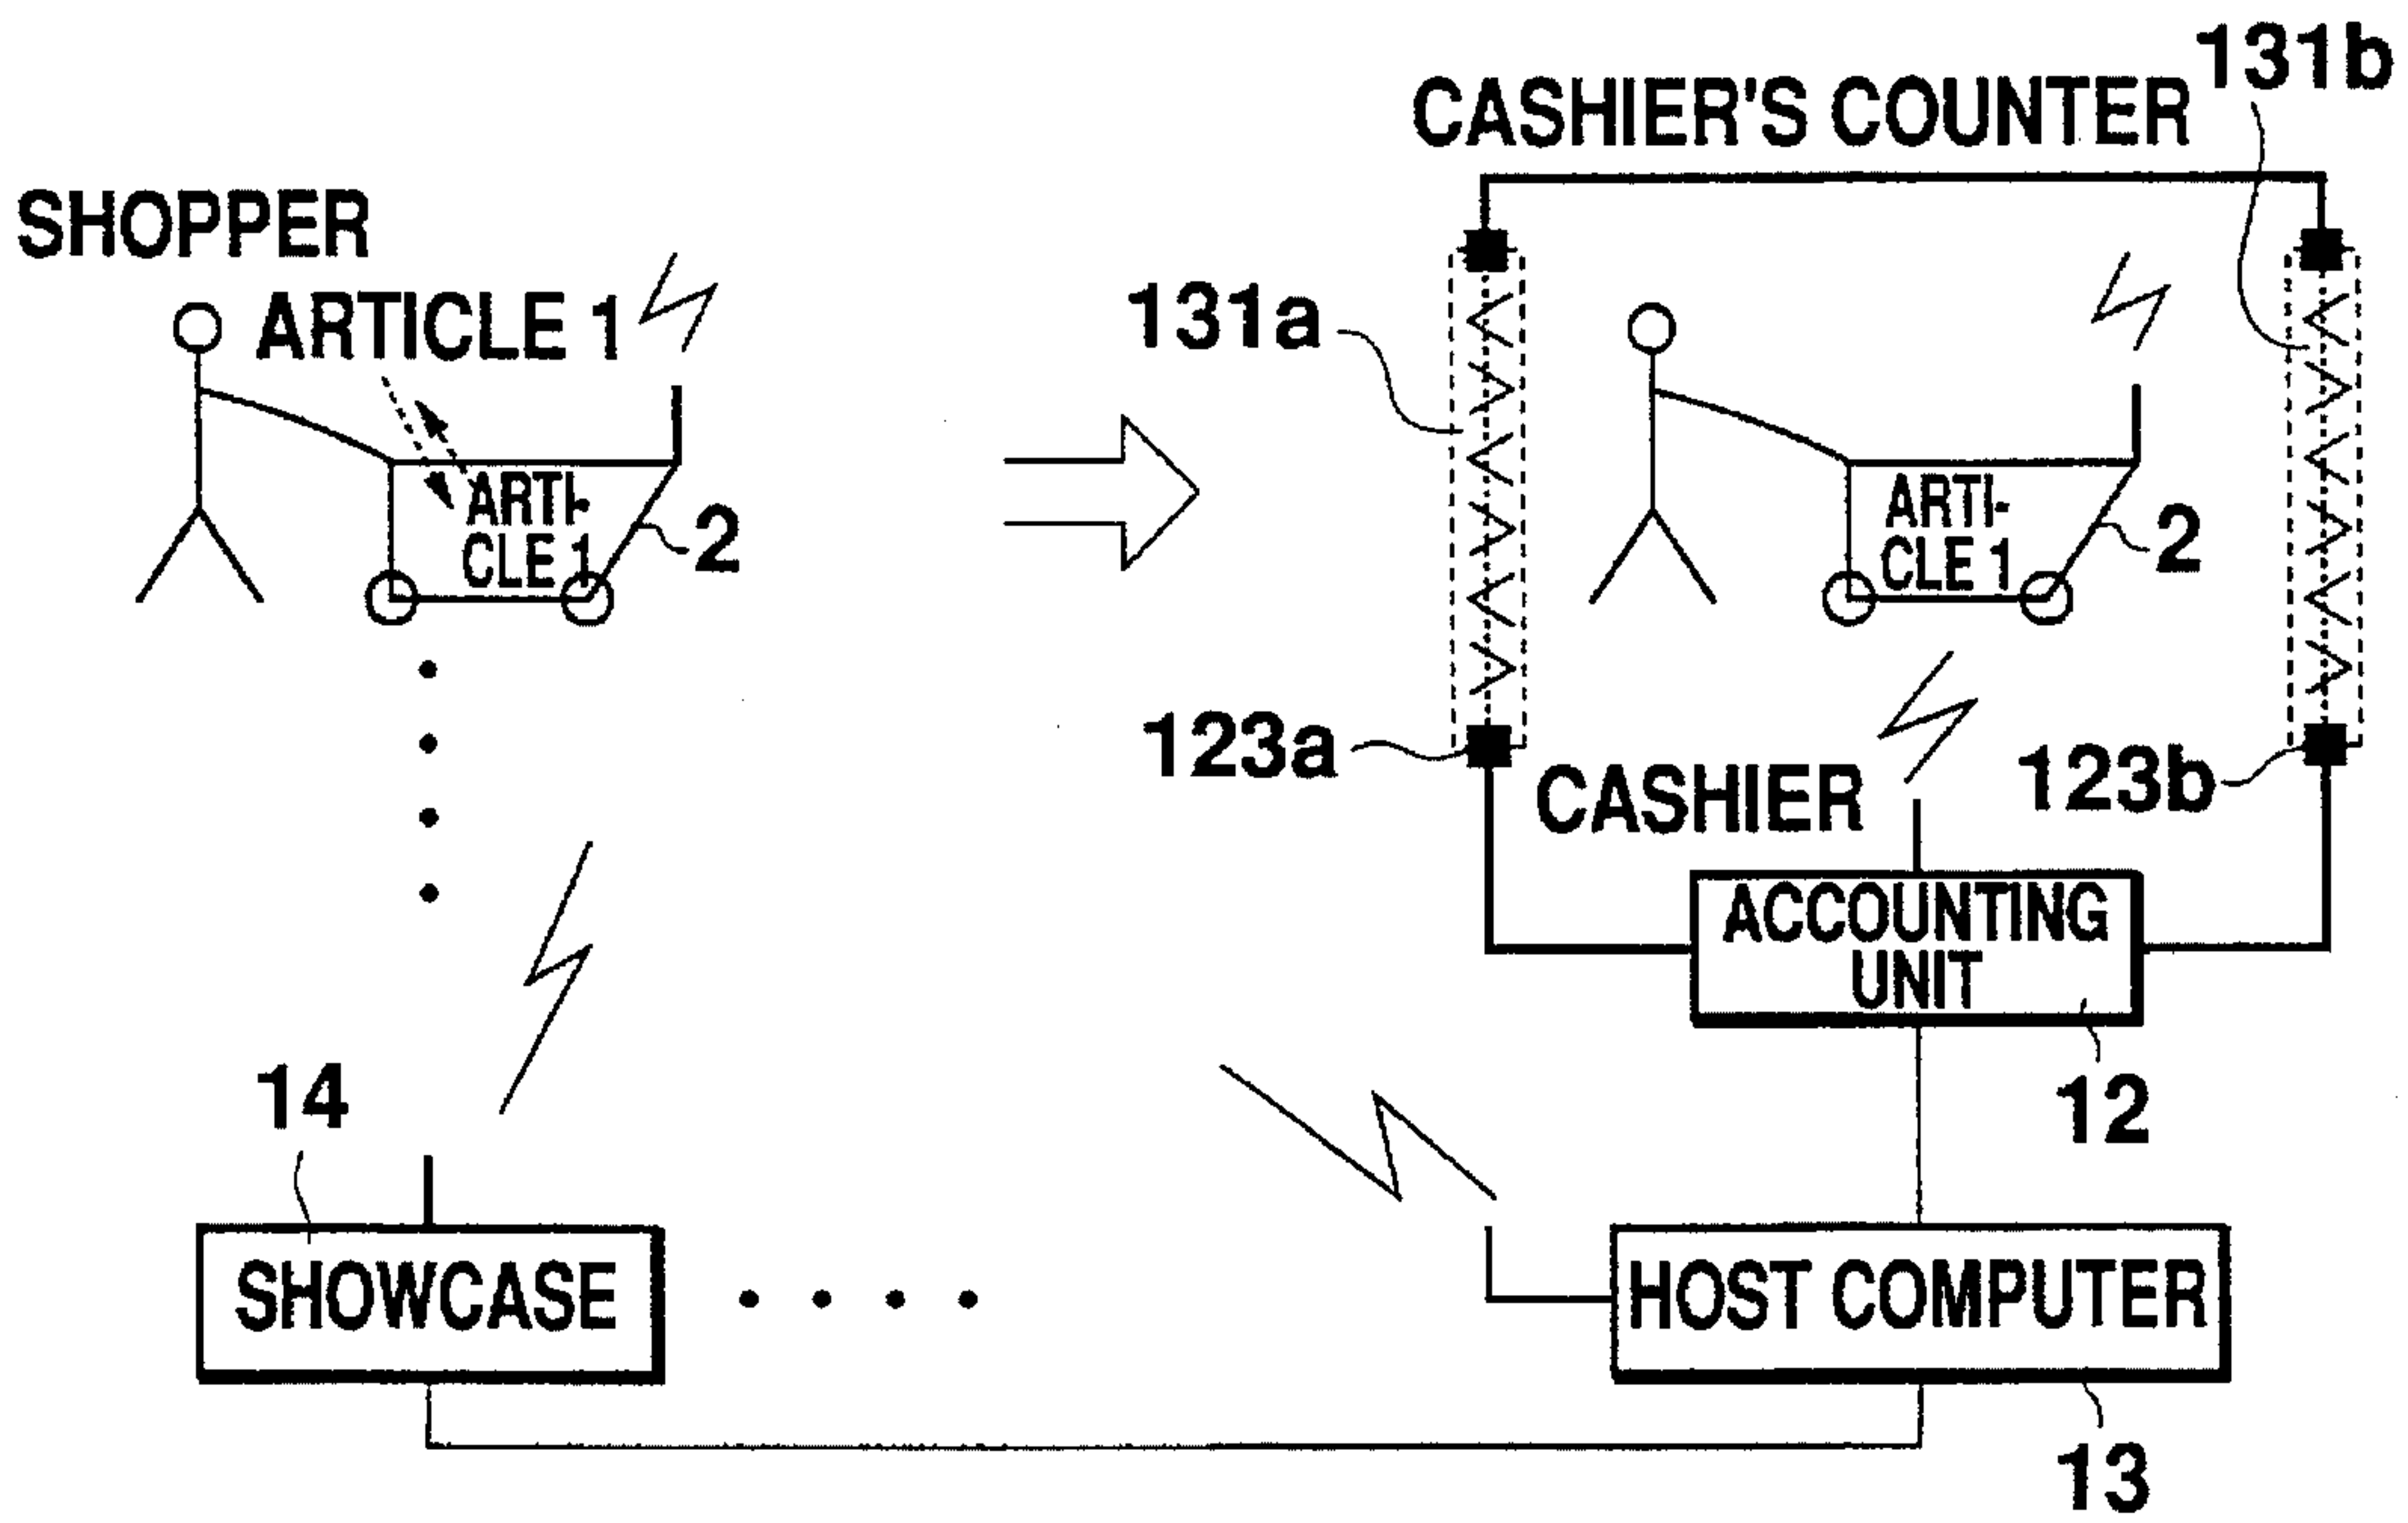 131b
CASHIER'S COUNTER
SHOPPER
ARTICLE 1
131a
ARTI-
CLE 1
2
ARTI-
CLE 1
2
123a
123b
CASHIER
ACCOUNTING
UNIT
12
14
SHOWCASE
HOST COMPUTER
13